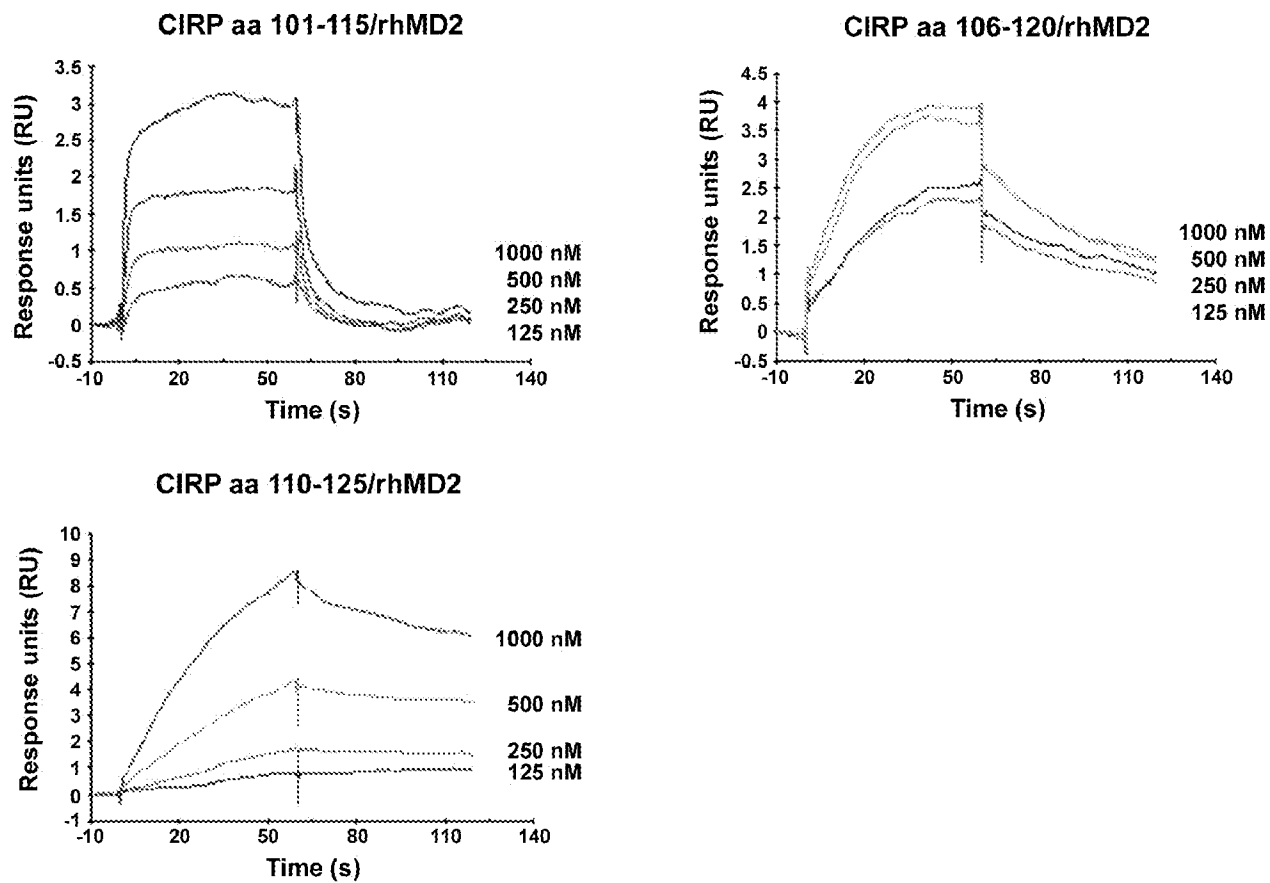 CIRP aa 101-115/rhMD2
Response units (RU)
3.5
3
2.5
2
1.5
1
0.5
0
-0.5
-10
20
50
80
110
140
Time (s)
1000 nM
500 nM
250 nM
125 nM
CIRP aa 106-120/rhMD2
Response units (RU)
4.5
4
3.5
3
2.5
2
1.5
1
0.5
0
-0.5
-10
20
50
80
110
140
Time (s)
1000 nM
500 nM
250 nM
125 nM
CIRP aa 110-125/rhMD2
Response units (RU)
10
9
8
7
6
5
4
3
2
1
0
-1
-10
20
50
80
110
140
Time (s)
1000 nM
500 nM
250 nM
125 nM